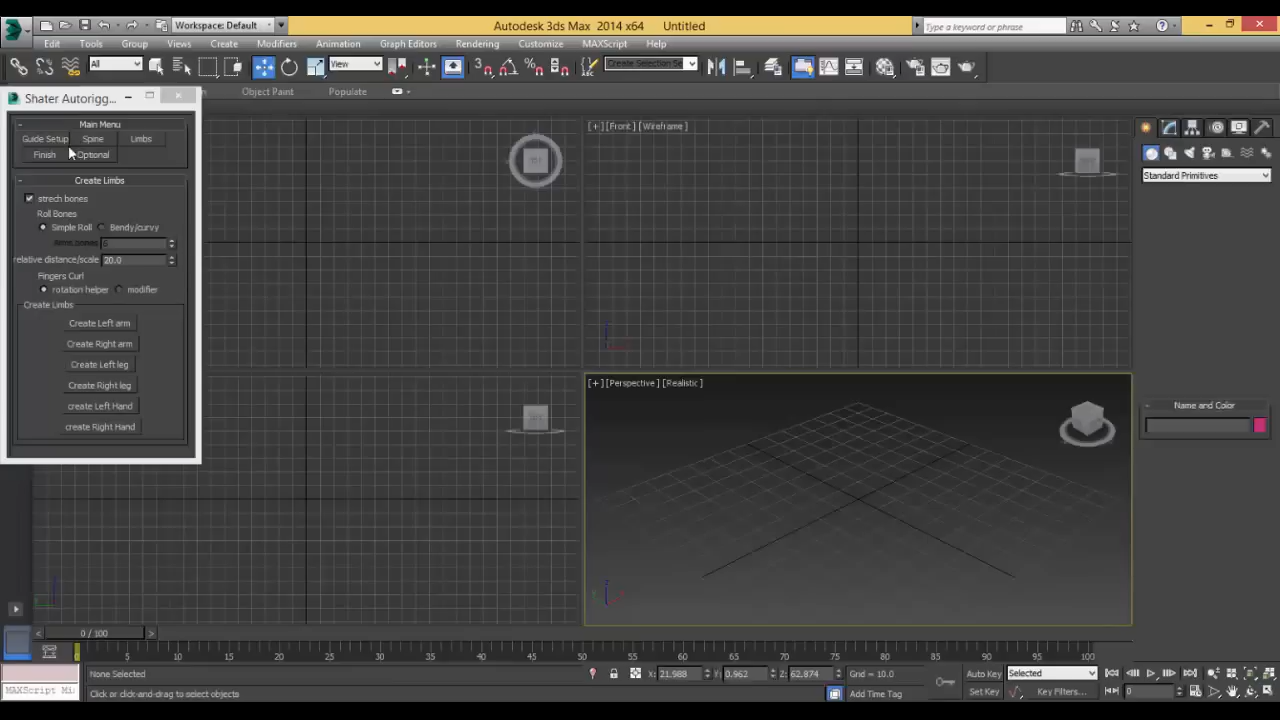 Workspace: Default
Autodesk 3ds Max 2014 x64 Untitled
Type a keyword or phrase
Edit Tools Group Views Create Modifiers Animation Graph Editors Rendering Customize MAXScript Help
All
View
Create Selection Se
Shater Autorigg...
Object Paint
Populate
Main Menu
Guide Setup Spine Limbs
Finish Optional
Create Limbs
strech bones
Roll Bones
Simple Roll Bendy/curvy
6
relative distance/scale 20.0
Fingers Curl
rotation helper modifier
Create Limbs
Create Left arm
Create Right arm
Create Left leg
Create Right leg
create Left Hand
create Right Hand
[+] [Front] [Wireframe]
[+] [Perspective] [Realistic]
Standard Primitives
Name and Color
0 / 100
5 10 15 20 25 30 35 40 45 50 55 60 65 70 75 80 85 90 95 100
None Selected
X: 21.988 Y: 0.962 Z: 62.874 Grid = 10.0
Auto Key Selected
MAXScript Mi
Click or click-and-drag to select objects
Add Time Tag
Set Key Key Filters... 0